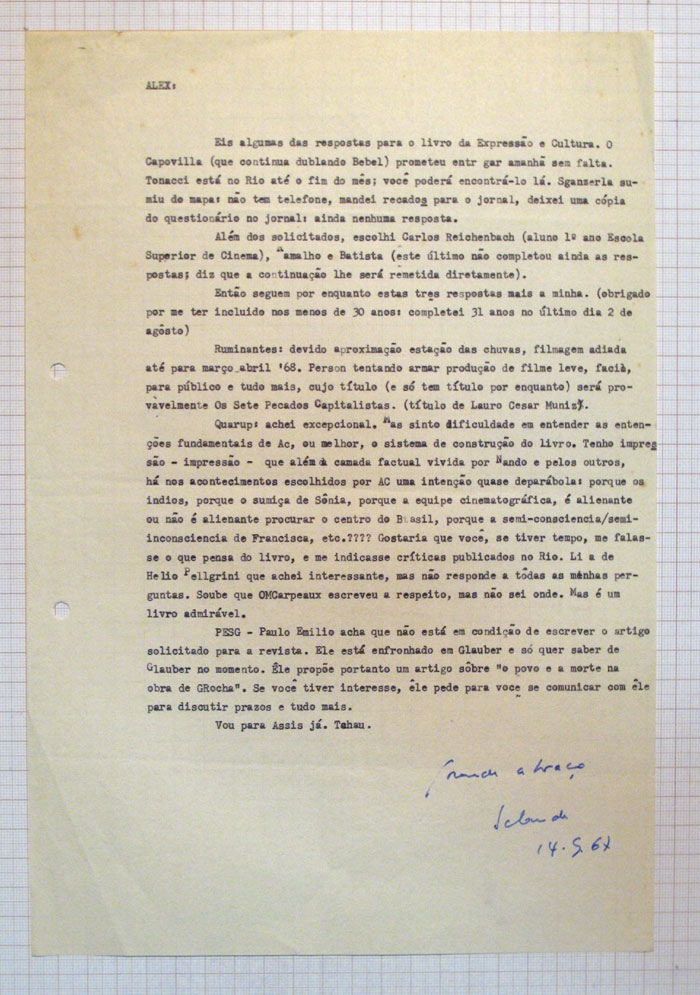 ALEX:
Eis algumas das respostas para o livro da Expressão e Cultura. O
Capovilla (que continua dublando Bebel) prometeu entr gar amanhã sem falta.
Tonacci está no Rio até o fim do mês; você poderá encontrá-lo lá. Sganzerla su-
miu do mapa: não tem telefone, mandei recados para o jornal, deixei uma cópia
do questionário no jornal: ainda nenhuma resposta.
Além dos solicitados, escolhi Carlos Reichenbach (aluno 1º ano Escola
Superior de Cinema), Ramalho e Batista (este último não completou ainda as res-
postas; diz que a continuação lhe será remetida diretamente).
Então seguem por enquanto estas tres respostas mais a minha. (obrigado
por me ter incluido nos menos de 30 anos: completei 31 anos no último dia 2 de
agôsto)
Ruminantes: devido aproximação estação das chuvas, filmagem adiada
até para março_abril '68. Person tentando armar produção de filme leve, facil,
para público e tudo mais, cujo título (e só tem título por enquanto) será pro-
vàvelmente Os Sete Pecados Capitalistas. (título de Lauro Cesar Muniz).
Quarup: achei excepcional. Mas sinto dificuldade em entender as enten-
ções fundamentais de Ac, ou melhor, o sistema de construção do livro. Tenho impres
são - impressão - que além da camada factual vivida por Nando e pelos outros,
há nos acontecimentos escolhidos por AC uma intenção quase deparábola: porque os
indios, porque o sumiça de Sônia, porque a equipe cinematográfica, é alienante
ou não é alienante procurar o centro do Brasil, porque a semi-consciencia/semi-
inconsciencia de Francisca, etc.???? Gostaria que você, se tiver tempo, me falas-
se o que pensa do livro, e me indicasse críticas publicados no Rio. Li a de
Helio Pellgrini que achei interessante, mas não responde a tôdas as mënhas per-
guntas. Soube que OMCarpeaux escreveu a respeito, mas não sei onde. Mas é um
livro admirável.
PESG - Paulo Emilio acha que não está em condição de escrever o artigo
solicitado para a revista. Ele está enfronhado em Glauber e só quer saber de
Glauber no momento. Êle propõe portanto um artigo sôbre "o povo e a morte na
obra de GRocha". Se você tiver interesse, êle pede para voce se comunicar com êle
para discutir prazos e tudo mais.
Vou para Assis já. Tchau.
grande abraço
14.9.67